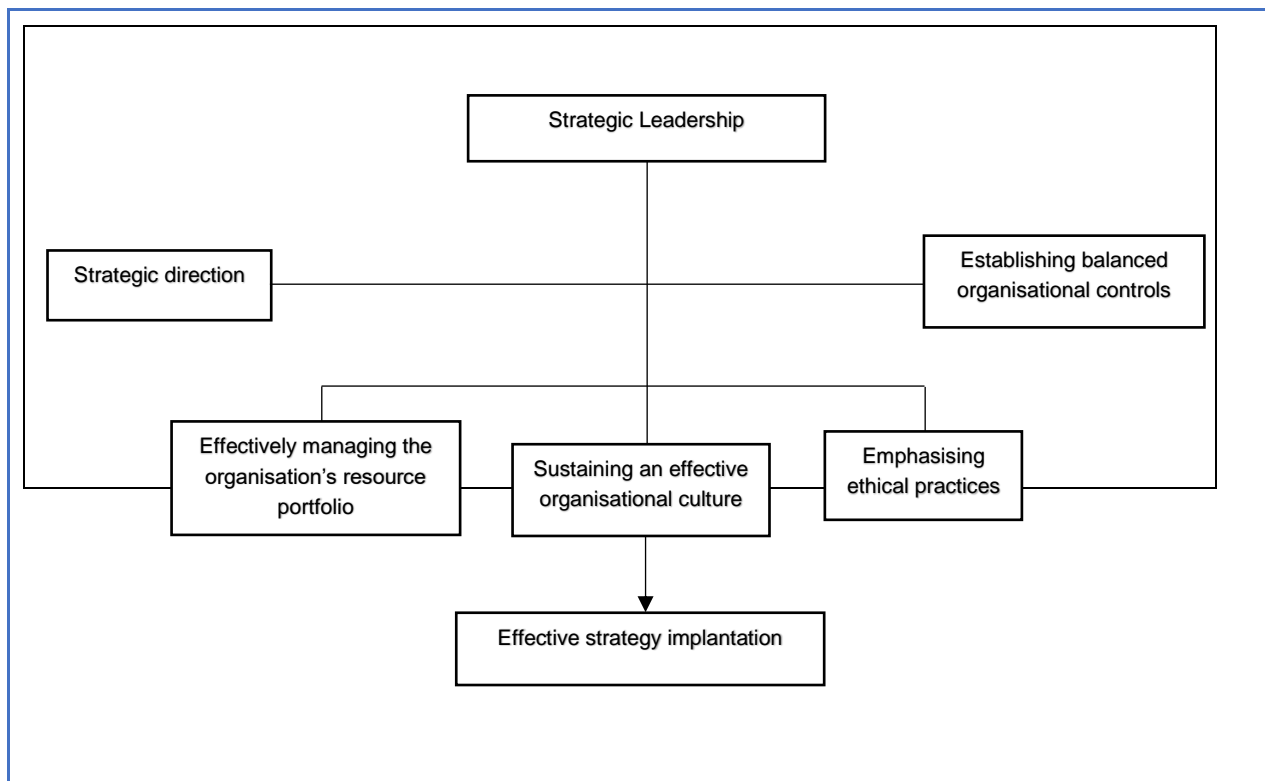 Strategic Leadership
Strategic direction
Establishing balanced
organisational controls
Effectively managing the
organisation’s resource
portfolio
Sustaining an effective
organisational culture
Emphasising
ethical practices
Effective strategy implantation